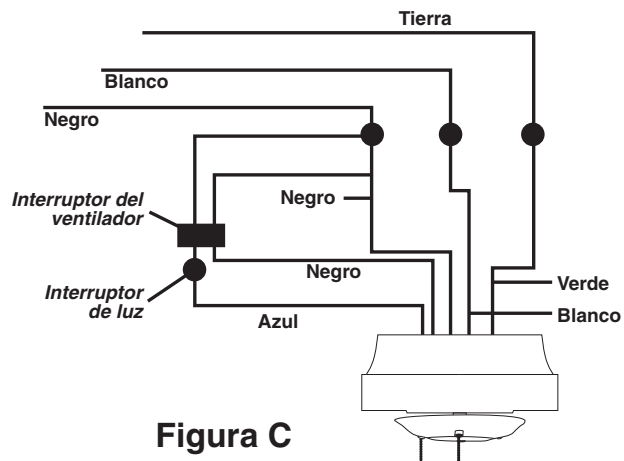 Tierra
Blanco
Negro
Negro
Interruptor del
ventilador
Negro
Interruptor
de luz
Azul
Verde
Blanco
Figura C